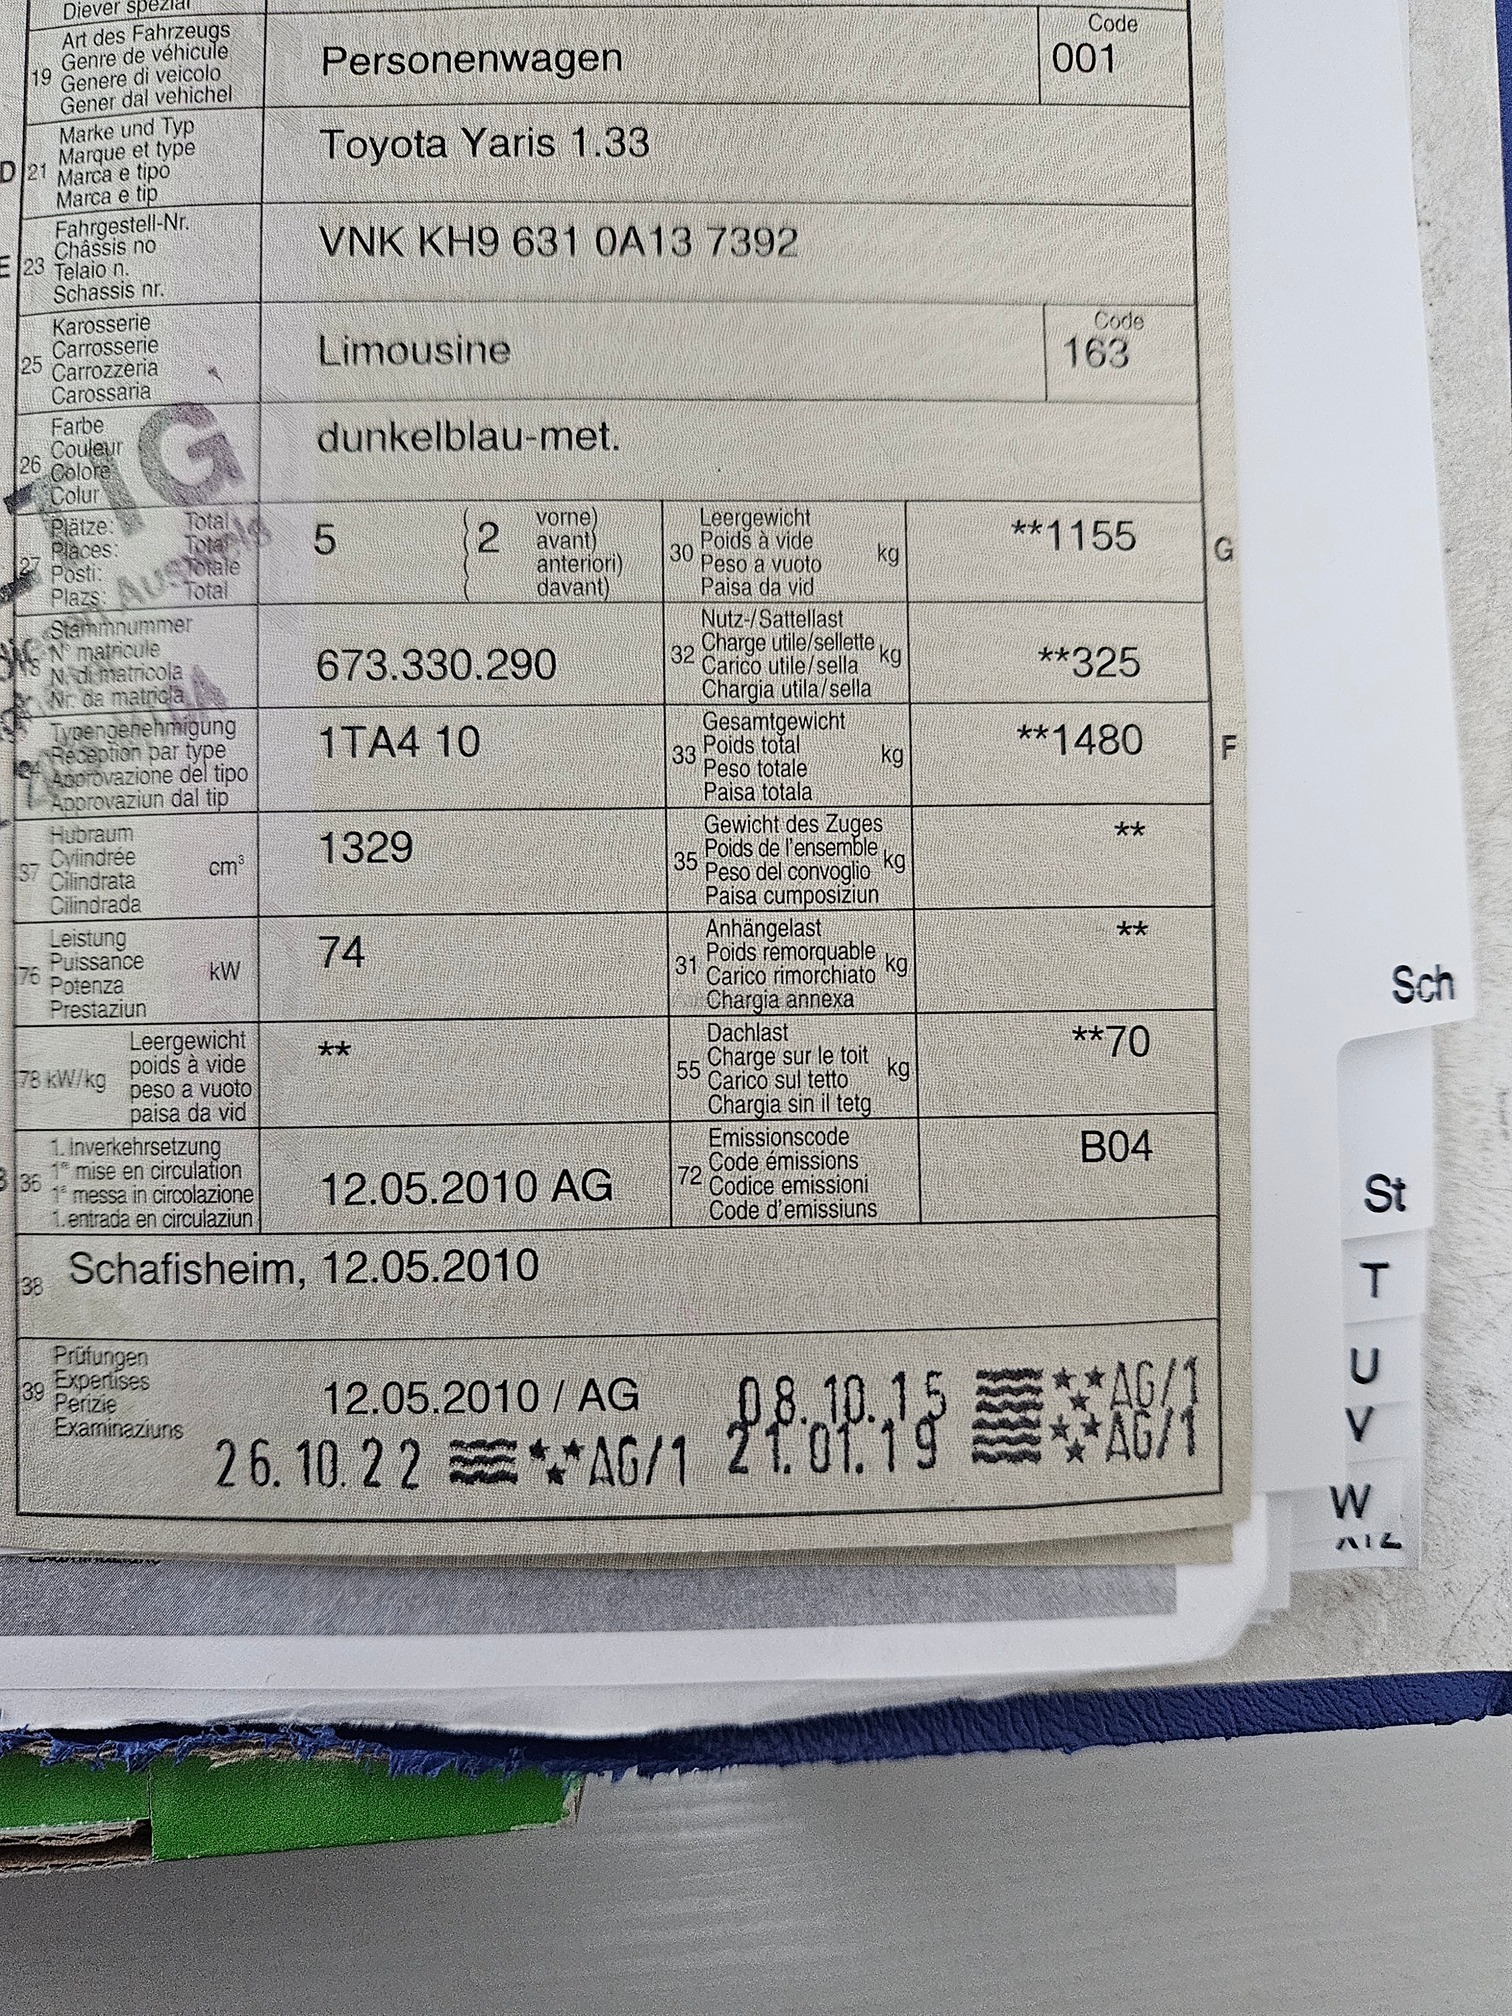 Diever spezial
19
Art des Fahrzeugs
Genre de véhicule
Genere di veicolo
Gener dal vehichel
Personenwagen
Code
001
D
21
Marke und Typ
Marque et type
Marca e tipo
Marca e tip
Toyota Yaris 1.33
E
23
Fahrgestell-Nr.
Châssis no
Telaio n.
Schassis nr.
VNK KH9 631 0A13 7392
25
Karosserie
Carrosserie
Carrozzeria
Carossaria
Limousine
Code
163
26
Farbe
Couleur
Colore
Colur
dunkelblau-met.
27
Plätze: Total
Places: Total
Posti: Totale
Plazs: Total
5 (2 vorne)
avant)
anteriori)
davant)
30
Leergewicht
Poids à vide
Peso a vuoto
Paisa da vid
kg
**1155
G
Stammnummer
N° matricule
N. di matricola
Nr. da matricla
673.330.290
32
Nutz-/Sattellast
Charge utile/sellette
Carico utile/sella
Chargia utila/sella
kg
**325
Typengenehmigung
Réception par type
Approvazione del tipo
Approvaziun dal tip
1TA4 10
33
Gesamtgewicht
Poids total
Peso totale
Paisa totala
kg
**1480
F
37
Hubraum
Cylindrée
Cilindrata
Cilindrada
cm³
1329
35
Gewicht des Zuges
Poids de l'ensemble
Peso del convoglio
Paisa cumposiziun
kg
**
76
Leistung
Puissance
Potenza
Prestaziun
kW
74
31
Anhängelast
Poids remorquable
Carico rimorchiato
Chargia annexa
kg
**
78 kW/kg
Leergewicht
poids à vide
peso a vuoto
paisa da vid
**
55
Dachlast
Charge sur le toit
Carico sul tetto
Chargia sin il tetg
kg
**70
36
1. Inverkehrsetzung
1re mise en circulation
1a messa in circolazione
1. entrada en circulaziun
12.05.2010 AG
72
Emissionscode
Code émissions
Codice emissioni
Code d'emissiuns
B04
38
Schafisheim, 12.05.2010
39
Prüfungen
Expertises
Perizie
Examinaziuns
12.05.2010 / AG
08.10.15 AG/1
26.10.22 AG/1
21.01.19 AG/1
Sch
St
T
U
V
W